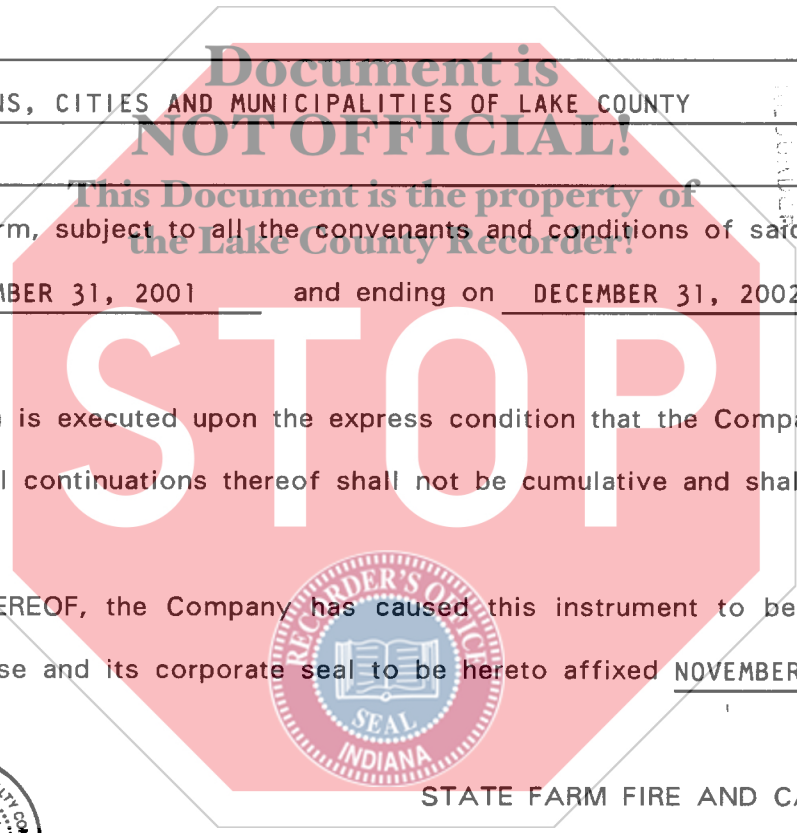 Document is
NS, CITIES AND MUNICIPALITIES OF LAKE COUNTY
NOT OFFICIAL!
This Document is the property of
rm, subject to all the convenants and conditions of said
the Lake County Recorder!
MBER 31, 2001 and ending on DECEMBER 31, 2002
STOP
is executed upon the express condition that the Compa
l continuations thereof shall not be cumulative and shal
EREOF, the Company has caused this instrument to be
se and its corporate seal to be hereto affixed NOVEMBER
RECORDER'S OFFICE
SEAL
INDIANA
STATE FARM FIRE AND CA